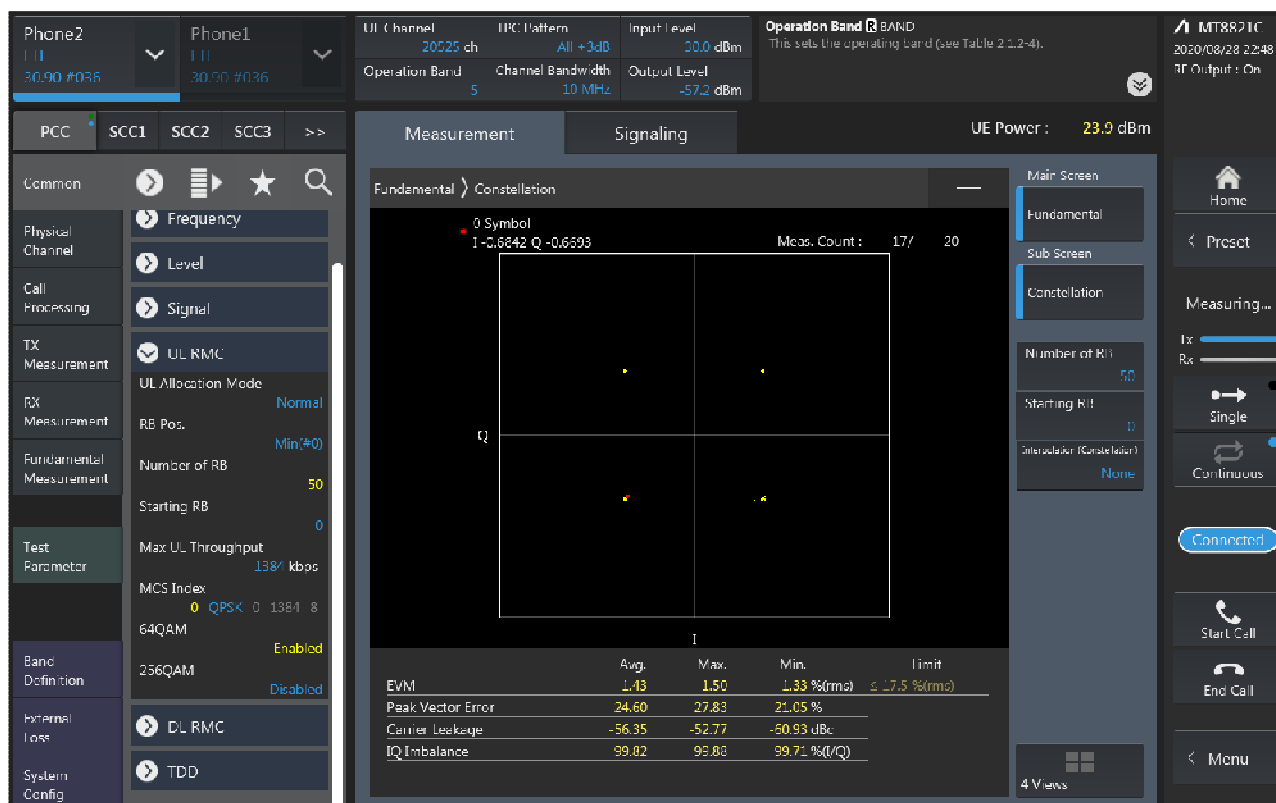 Phone2
LTE
30.90 #036
Phone1
LTE
30.90 #036
UL Channel
20525 ch
TPC Pattern
All +3dB
Input Level
30.0 dBm
Operation Band
5
Channel Bandwidth
10 MHz
Output Level
-57.2 dBm
Operation Band R BAND
This sets the operating band (see Table 2.1.2-4).
MT8821C
2020/08/28 22:48
RF Output : On
PCC
SCC1
SCC2
SCC3
>>
Measurement
Signaling
UE Power : 23.9 dBm
Common
Physical
Channel
Call
Processing
TX
Measurement
RX
Measurement
Fundamental
Measurement
Test
Parameter
Band
Definition
External
Loss
System
Config
Frequency
Level
Signal
UL RMC
UL Allocation Mode
Normal
RB Pos.
Min(#0)
Number of RB
50
Starting RB
0
Max UL Throughput
1384 kbps
MCS Index
0 QPSK 0 1384 8
64QAM
Enabled
256QAM
Disabled
DL RMC
TDD
Fundamental 〉 Constellation
0 Symbol
I -0.6842 Q -0.6693
Meas. Count : 17/ 20
Q
I
Avg. Max. Min. Limit
EVM 1.43 1.50 1.33 %(rms) ≤ 17.5 %(rms)
Peak Vector Error 24.60 27.83 21.05 %
Carrier Leakage -56.35 -52.77 -60.93 dBc
IQ Imbalance 99.82 99.88 99.71 %(I/Q)
Main Screen
Fundamental
Sub Screen
Constellation
Number of RB
50
Starting RB
0
Interpolation (Constellation)
None
4 Views
Home
Preset
Measuring...
Tx
Rx
Single
Continuous
Connected
Start Call
End Call
Menu